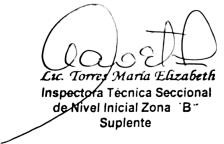 Lic. Torres María Elizabeth
Inspectora Técnica Seccional
de Nivel Inicial Zona "B"
Suplente